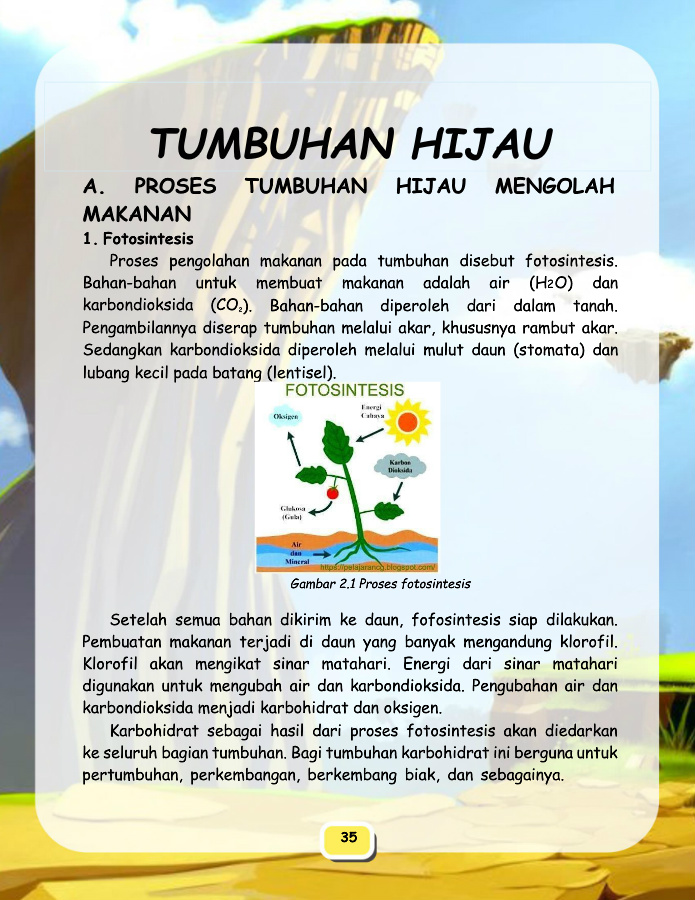 TUMBUHAN HIJAU
A. PROSES TUMBUHAN HIJAU MENGOLAH
MAKANAN
1. Fotosintesis
Proses pengolahan makanan pada tumbuhan disebut fotosintesis.
Bahan-bahan untuk membuat makanan adalah air (H2O) dan
karbondioksida (CO₂). Bahan-bahan diperoleh dari dalam tanah.
Pengambilannya diserap tumbuhan melalui akar, khususnya rambut akar.
Sedangkan karbondioksida diperoleh melalui mulut daun (stomata) dan
lubang kecil pada batang (lentisel).
FOTOSINTESIS
Oksigen
Energi
Cahaya
Karbon
Dioksida
Glukosa
(Gula)
Air
dan
Mineral
https://pelajarancg.blogspot.com/
Gambar 2.1 Proses fotosintesis
Setelah semua bahan dikirim ke daun, fofosintesis siap dilakukan.
Pembuatan makanan terjadi di daun yang banyak mengandung klorofil.
Klorofil akan mengikat sinar matahari. Energi dari sinar matahari
digunakan untuk mengubah air dan karbondioksida. Pengubahan air dan
karbondioksida menjadi karbohidrat dan oksigen.
Karbohidrat sebagai hasil dari proses fotosintesis akan diedarkan
ke seluruh bagian tumbuhan. Bagi tumbuhan karbohidrat ini berguna untuk
pertumbuhan, perkembangan, berkembang biak, dan sebagainya.
35